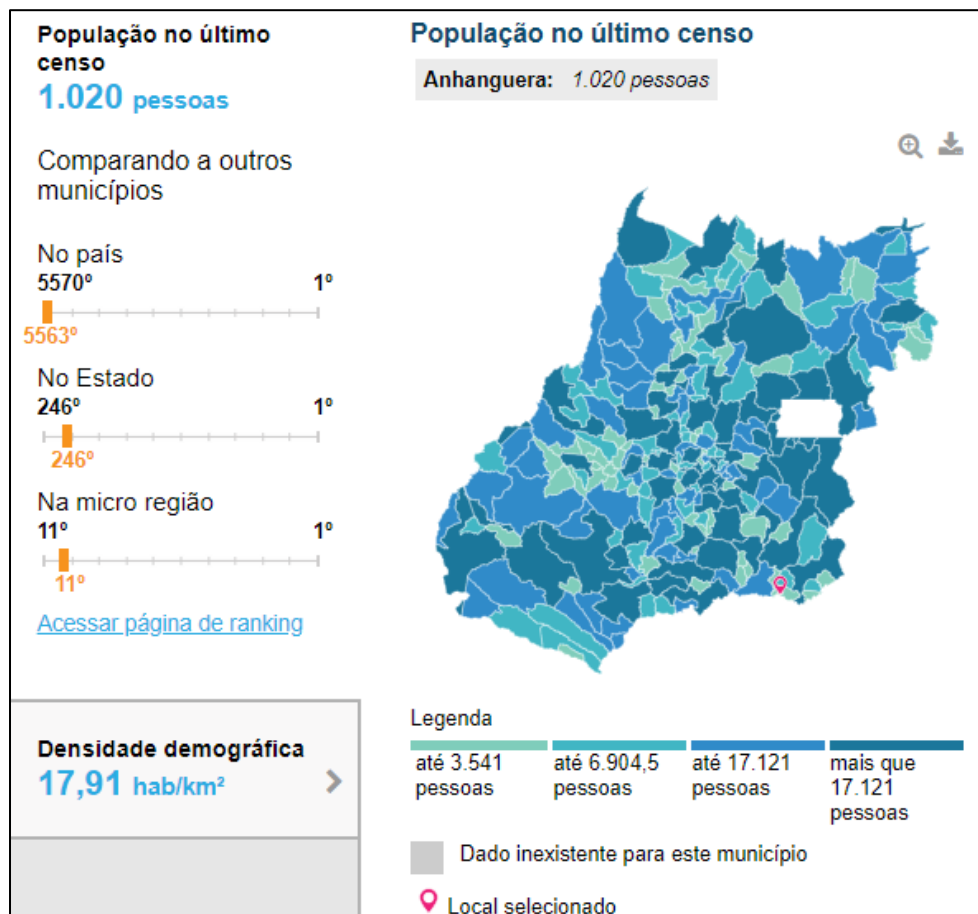 População no último
censo
1.020 pessoas
Comparando a outros
municípios
No país
5570º 1º
5563º
No Estado
246º 1º
246º
Na micro região
11º 1º
11º
Acessar página de ranking
Densidade demográfica
17,91 hab/km²
População no último censo
Anhanguera: 1.020 pessoas
Legenda
até 3.541
pessoas
até 6.904,5
pessoas
até 17.121
pessoas
mais que
17.121
pessoas
Dado inexistente para este município
Local selecionado